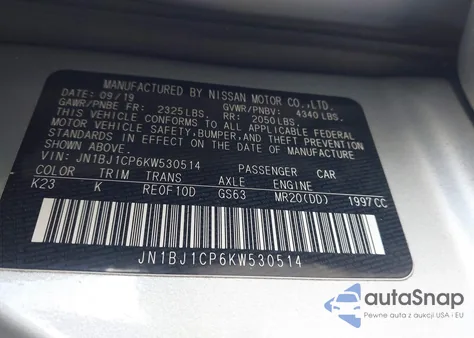 MANUFACTURED BY NISSAN MOTOR CO.,LTD.
DATE: 09/19 GVWR/PNBV: 4340 LBS.
GAWR/PNBE FR: 2325LBS. RR: 2050 LBS.
THIS VEHICLE CONFORMS TO ALL APPLICABLE FEDERAL
MOTOR VEHICLE SAFETY, BUMPER, AND THEFT PREVENTION
STANDARDS IN EFFECT ON THE DATE OF MANUFACTURE
SHOWN ABOVE.
VIN: JN1BJ1CP6KW530514 PASSENGER CAR
COLOR TRIM TRANS AXLE ENGINE
K23 K RE0F10D GS63 MR20(DD) 1997CC
JN1BJ1CP6KW530514
autoSnap
Pewne auta z aukcji USA i EU